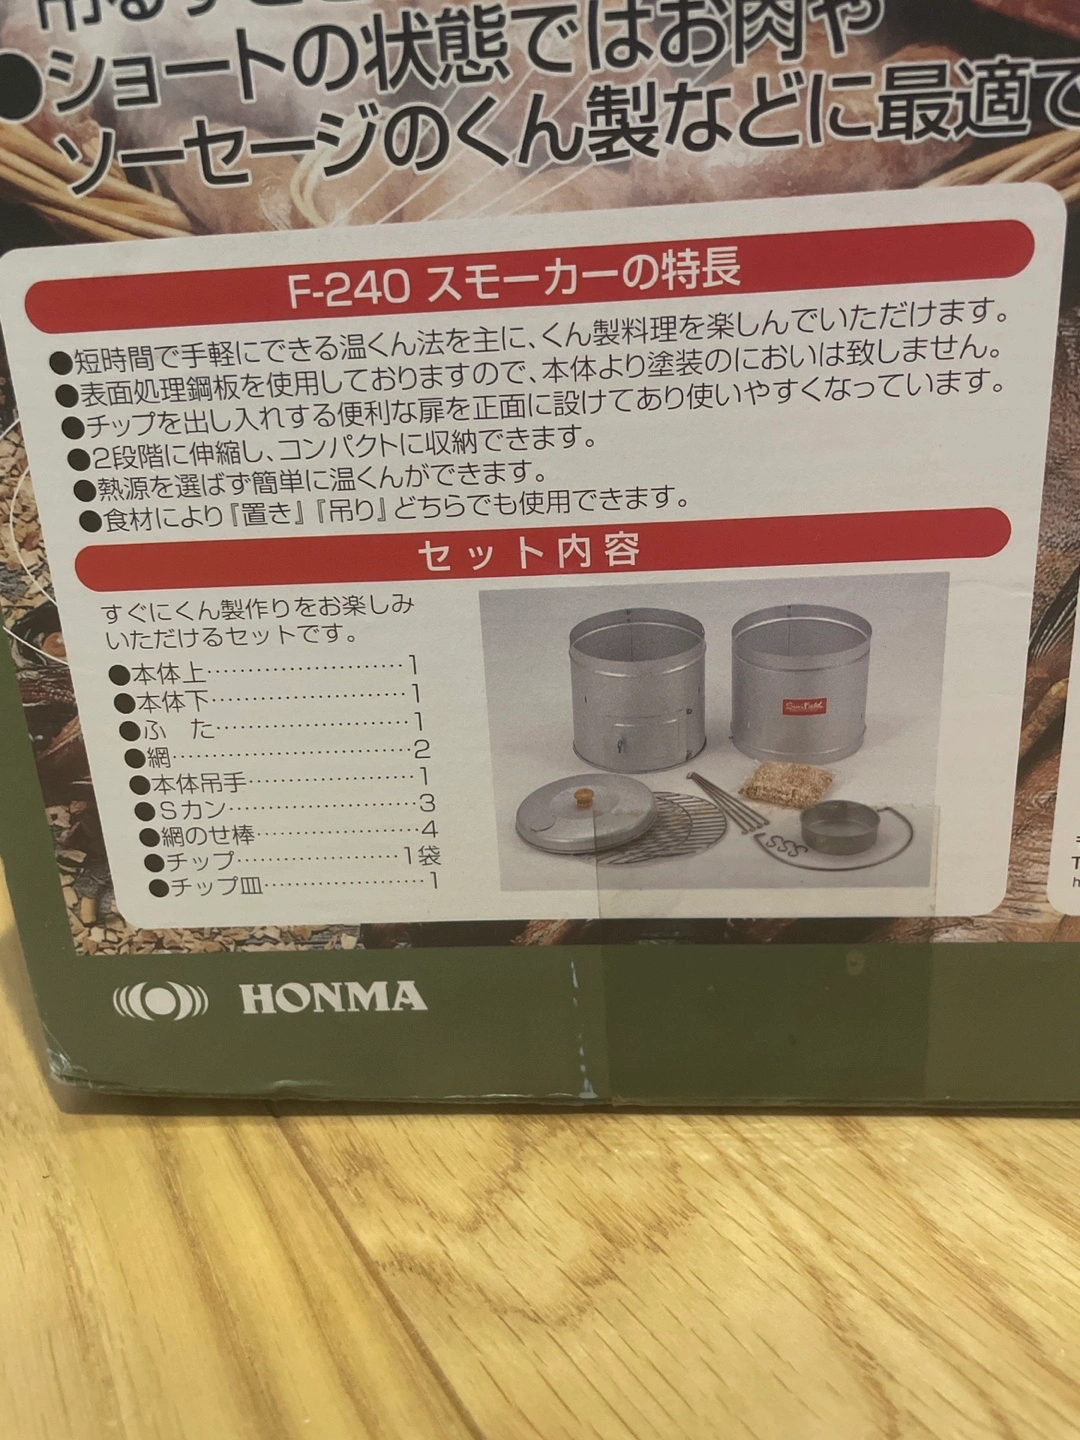 ●ショートの状態ではお肉や
ソーセージのくん製などに最適で
F-240 スモーカーの特長
●短時間で手軽にできる温くん法を主に、くん製料理を楽しんでいただけます。
●表面処理鋼板を使用しておりますので、本体より塗装のにおいは致しません。
●チップを出し入れする便利な扉を正面に設けてあり使いやすくなっています。
●2段階に伸縮し、コンパクトに収納できます。
●熱源を選ばず簡単に温くんができます。
●食材により『置き』『吊り』どちらでも使用できます。
セット内容
すぐにくん製作りをお楽しみ
いただけるセットです。
●本体上……………………1
●本体下……………………1
●ふ　た……………………1
●網…………………………2
●本体吊手…………………1
●Sカン……………………3
●網のせ棒…………………4
●チップ…………………1袋
●チップ皿…………………1
HONMA